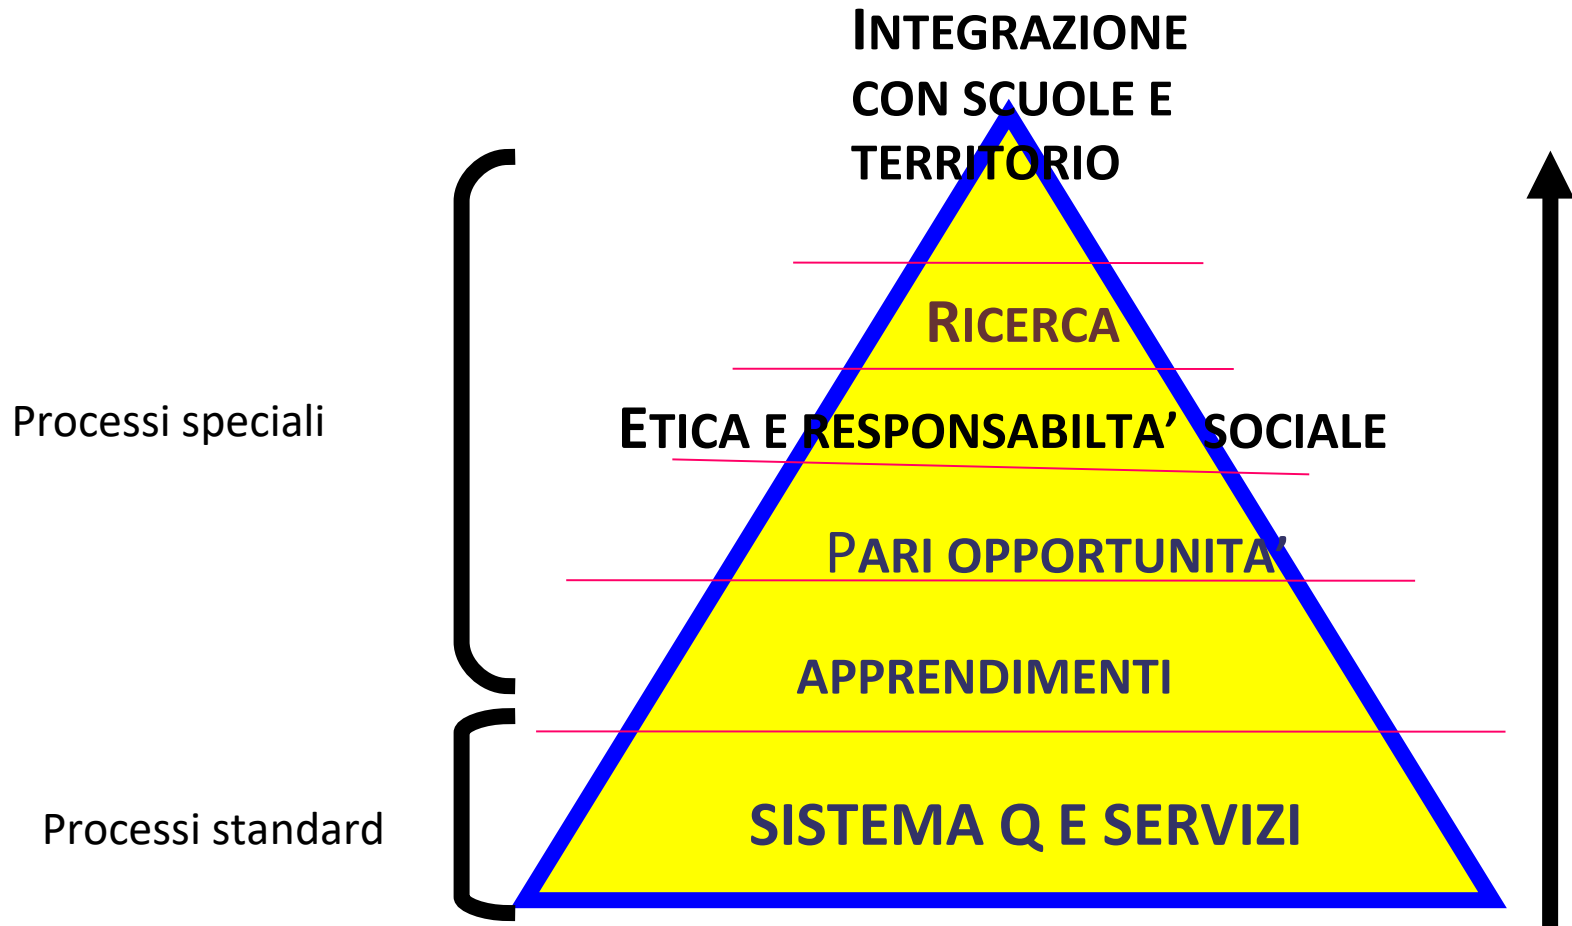 INTEGRAZIONE
CON SCUOLE E
TERRITORIO
RICERCA
Processi speciali
ETICA E RESPONSABILTA’ SOCIALE
PARI OPPORTUNITA’
APPRENDIMENTI
Processi standard
SISTEMA Q E SERVIZI